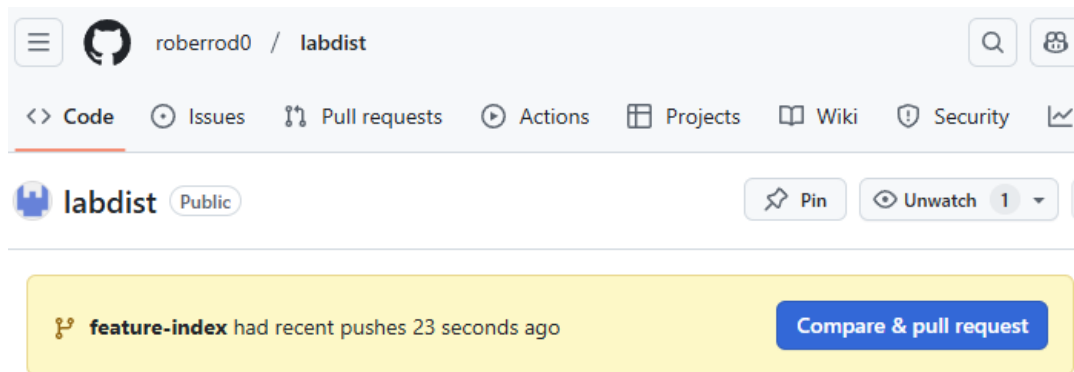 roberrod0 / labdist
<> Code Issues Pull requests Actions Projects Wiki Security
labdist Public Pin Unwatch 1
feature-index had recent pushes 23 seconds ago Compare & pull request